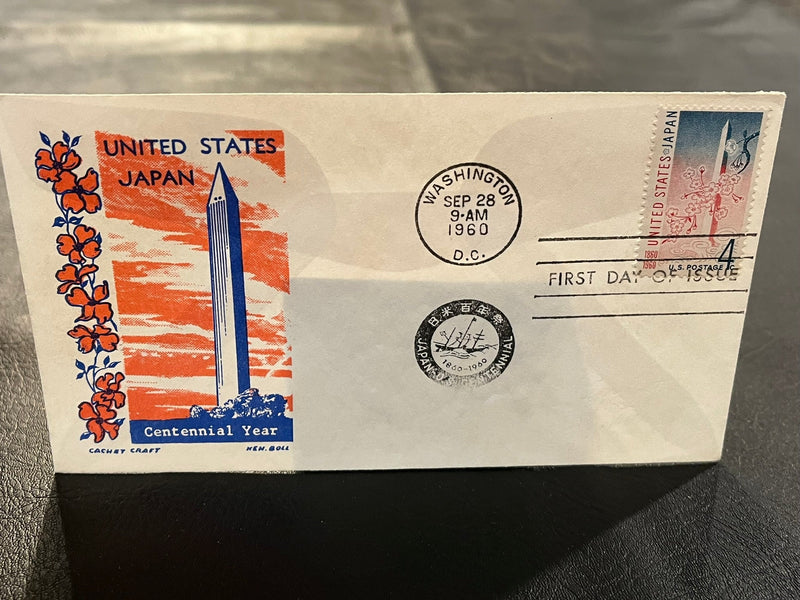 UNITED STATES
JAPAN
Centennial Year
CACHET CRAFT
KEN. BOLL
WASHINGTON
SEP 28
9-AM
1960
D.C.
日米百年祭
1860-1960
JAPAN
CENTENNIAL
UNITED STATES JAPAN
1860
1960
U.S. POSTAGE
4
FIRST DAY OF ISSUE